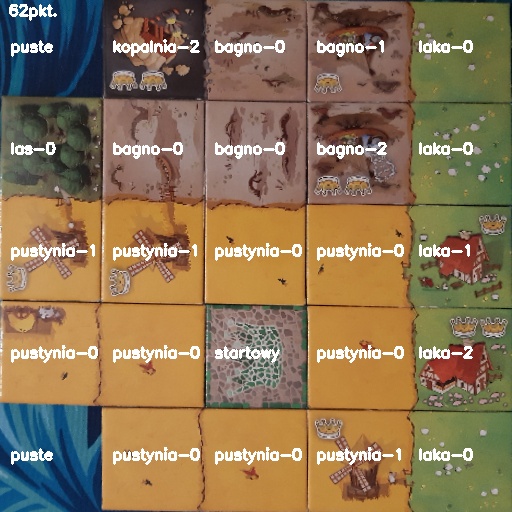 62pkt.
puste kopalnia-2 bagno-0 bagno-1 laka-0
las-0 bagno-0 bagno-0 bagno-2 laka-0
pustynia-1 pustynia-1 pustynia-0 pustynia-0 laka-1
pustynia-0 pustynia-0 startowy pustynia-0 laka-2
puste pustynia-0 pustynia-0 pustynia-1 laka-0